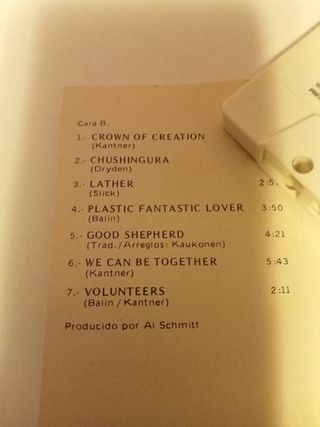 Cara B.
1.- CROWN OF CREATION
(Kantner)
2.- CHUSHINGURA
(Dryden)
3.- LATHER
(Slick)
4.- PLASTIC FANTASTIC LOVER 3:50
(Balin)
5.- GOOD SHEPHERD 4:21
(Trad./Arreglos: Kaukonen)
6.- WE CAN BE TOGETHER 5:43
(Kantner)
7.- VOLUNTEERS 2:11
(Balin/Kantner)
Producido por Al Schmitt